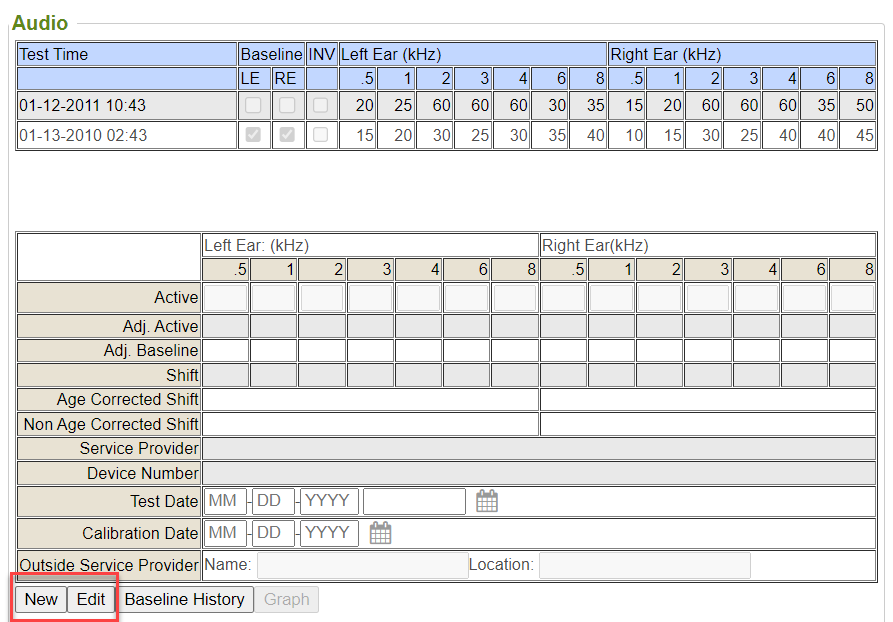 Audio
Test Time Baseline INV Left Ear (kHz) Right Ear (kHz)
LE RE .5 1 2 3 4 6 8 .5 1 2 3 4 6 8
01-12-2011 10:43 20 25 60 60 60 30 35 15 20 60 60 60 35 50
01-13-2010 02:43 15 20 30 25 30 35 40 10 15 30 25 40 40 45
Left Ear: (kHz) Right Ear(kHz)
.5 1 2 3 4 6 8 .5 1 2 3 4 6 8
Active
Adj. Active
Adj. Baseline
Shift
Age Corrected Shift
Non Age Corrected Shift
Service Provider
Device Number
Test Date MM - DD - YYYY
Calibration Date MM - DD - YYYY
Outside Service Provider Name: Location:
New Edit Baseline History Graph